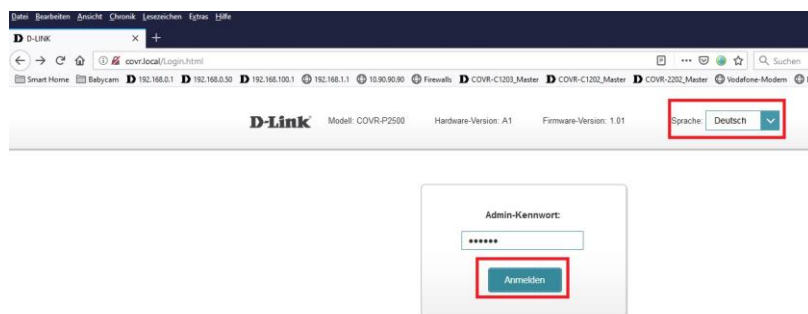 Datei Bearbeiten Ansicht Chronik Lesezeichen Extras Hilfe
D-LINK
covr.local/Login.html
Suchen
Smart Home Babycam 192.168.0.1 192.168.0.50 192.168.100.1 192.168.1.1 10.90.90.90 Firewalls COVR-C1203_Master COVR-C1202_Master COVR-2202_Master Vodafone-Modem
D-Link Modell: COVR-P2500 Hardware-Version: A1 Firmware-Version: 1.01 Sprache: Deutsch
Admin-Kennwort:
••••••
Anmelden